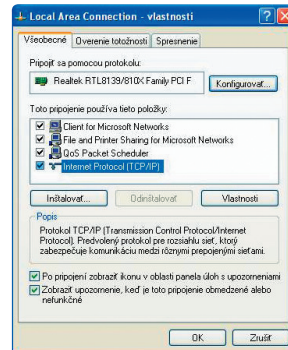 Local Area Connection - vlastnosti
Všeobecné Overenie totožnosti Spresnenie
Pripojiť sa pomocou protokolu:
Realtek RTL8139/810X Family PCI F
Konfigurovať...
Toto pripojenie používa tieto položky:
Client for Microsoft Networks
File and Printer Sharing for Microsoft Networks
QoS Packet Scheduler
Internet Protocol (TCP/IP)
Inštalovať... Odinštalovať Vlastnosti
Popis
Protokol TCP/IP (Transmission Control Protocol/Internet
Protocol). Predvolený protokol pre rozsiahlu sieť, ktorý
zabezpečuje komunikáciu medzi rôznymi prepojenými sieťami.
Po pripojení zobraziť ikonu v oblasti panela úloh s upozorneniami
Zobraziť upozornenie, keď je toto pripojenie obmedzené alebo
nefunkčné
OK Zrušiť